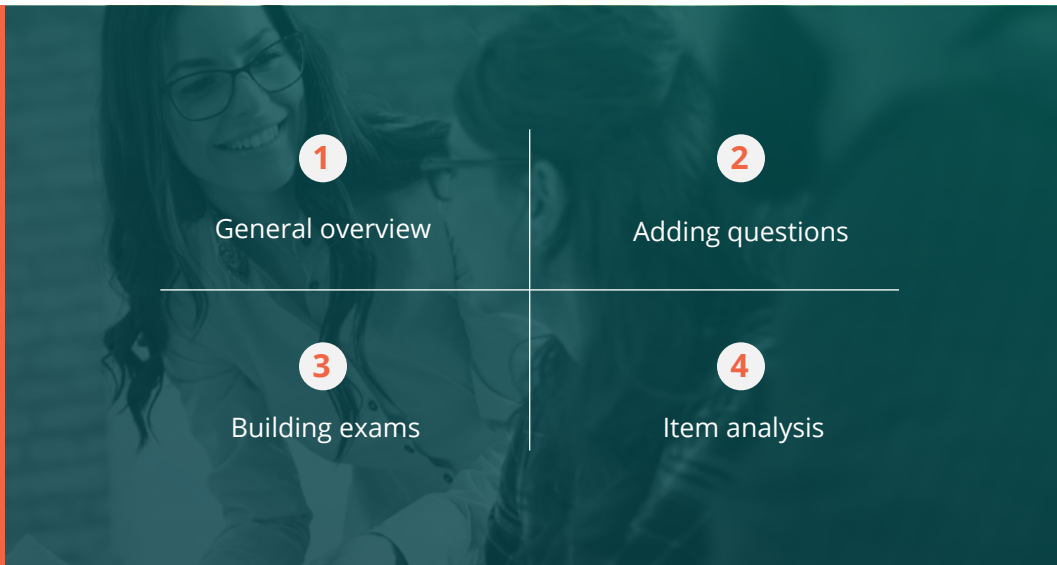 1
General overview
2
Adding questions
3
Building exams
4
Item analysis